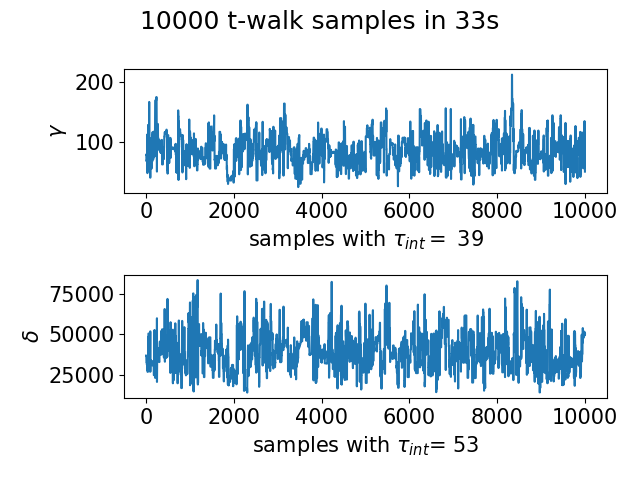 10000 t-walk samples in 33s
200
100
γ
0 2000 4000 6000 8000 10000
samples with τ_int = 39
75000
50000
25000
δ
0 2000 4000 6000 8000 10000
samples with τ_int= 53